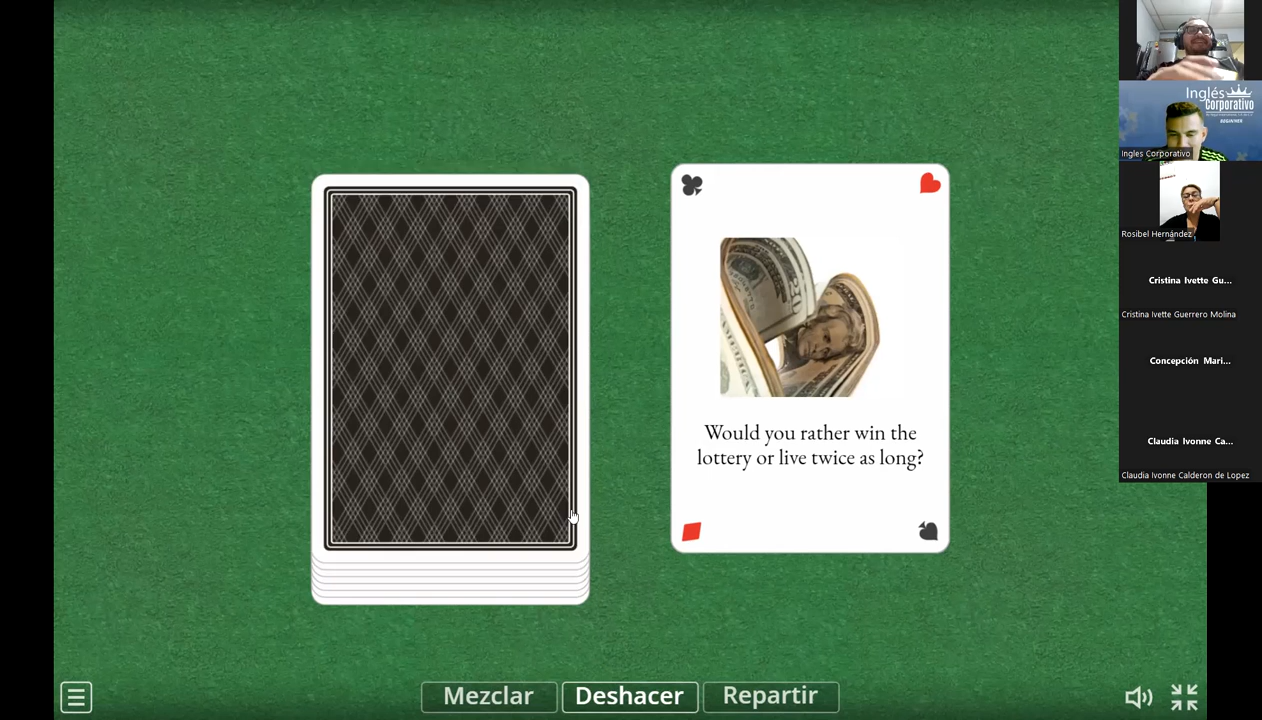 Would you rather win the
lottery or live twice as long?
Mezclar
Deshacer
Repartir
Inglés
Corporativo
BEGINNER
Ingles Corporativo
Rosibel Hernández
Cristina Ivette Gu...
Cristina Ivette Guerrero Molina
Concepción Mari...
Claudia Ivonne Ca...
Claudia Ivonne Calderon de Lopez